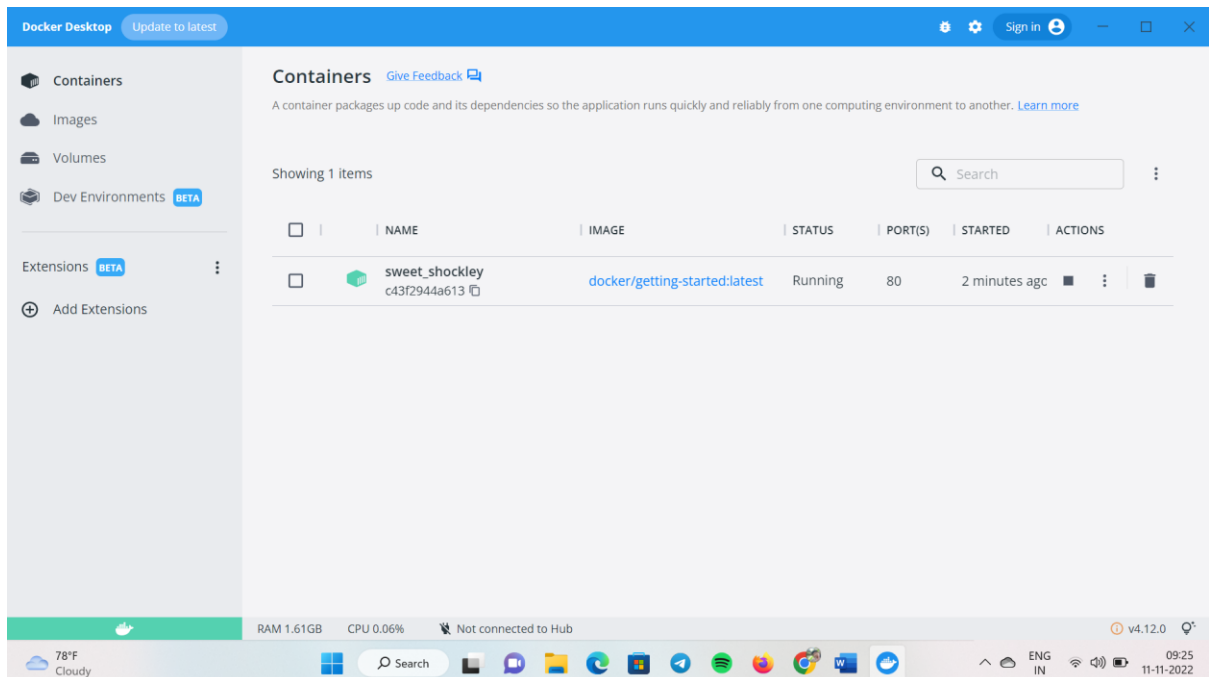 Docker Desktop Update to latest Sign in
Containers
Images
Volumes
Dev Environments BETA
Extensions BETA
Add Extensions
Containers Give Feedback
A container packages up code and its dependencies so the application runs quickly and reliably from one computing environment to another. Learn more
Showing 1 items Search
NAME IMAGE STATUS PORT(S) STARTED ACTIONS
sweet_shockley docker/getting-started:latest Running 80 2 minutes agc
c43f2944a613
RAM 1.61GB CPU 0.06% Not connected to Hub v4.12.0
78°F Search ENG 09:25
Cloudy IN 11-11-2022